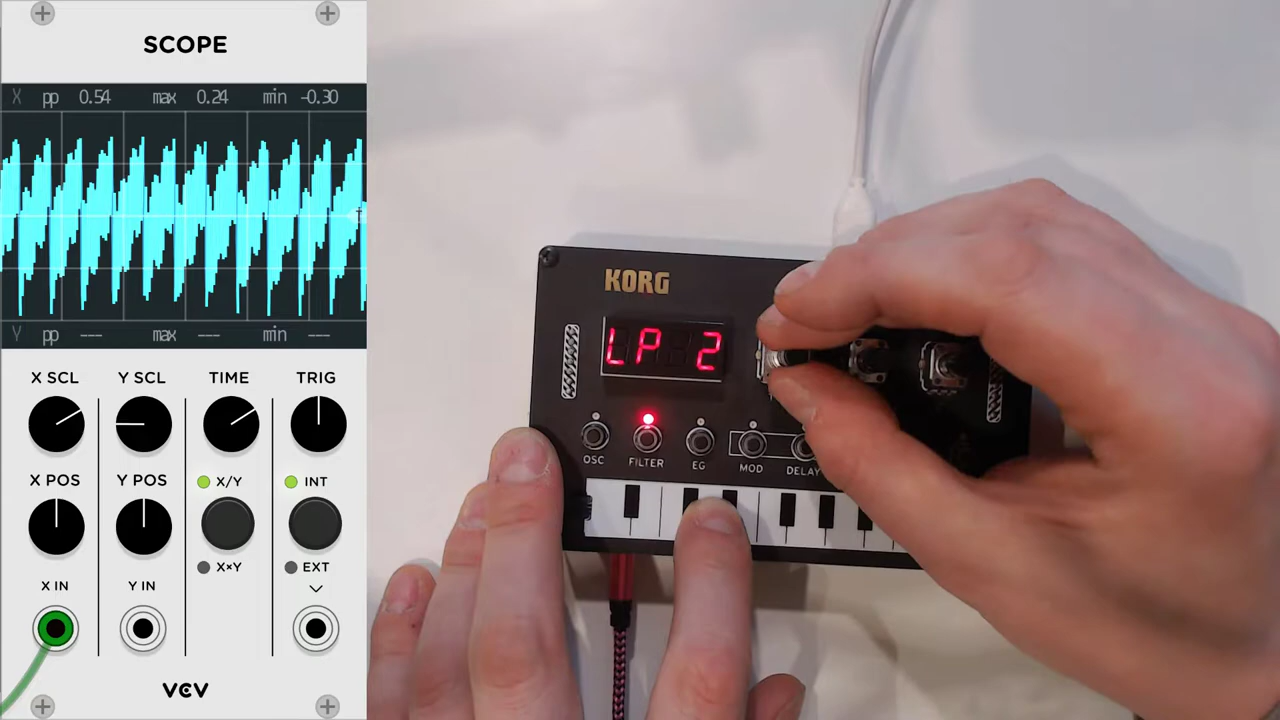 SCOPE
X pp 0.54 max 0.24 min -0.30
Y pp --- max --- min ---
X SCL Y SCL TIME TRIG
X POS Y POS X/Y INT
X×Y EXT
X IN Y IN
VCV
KORG
LP 2
OSC FILTER EG MOD DELAY